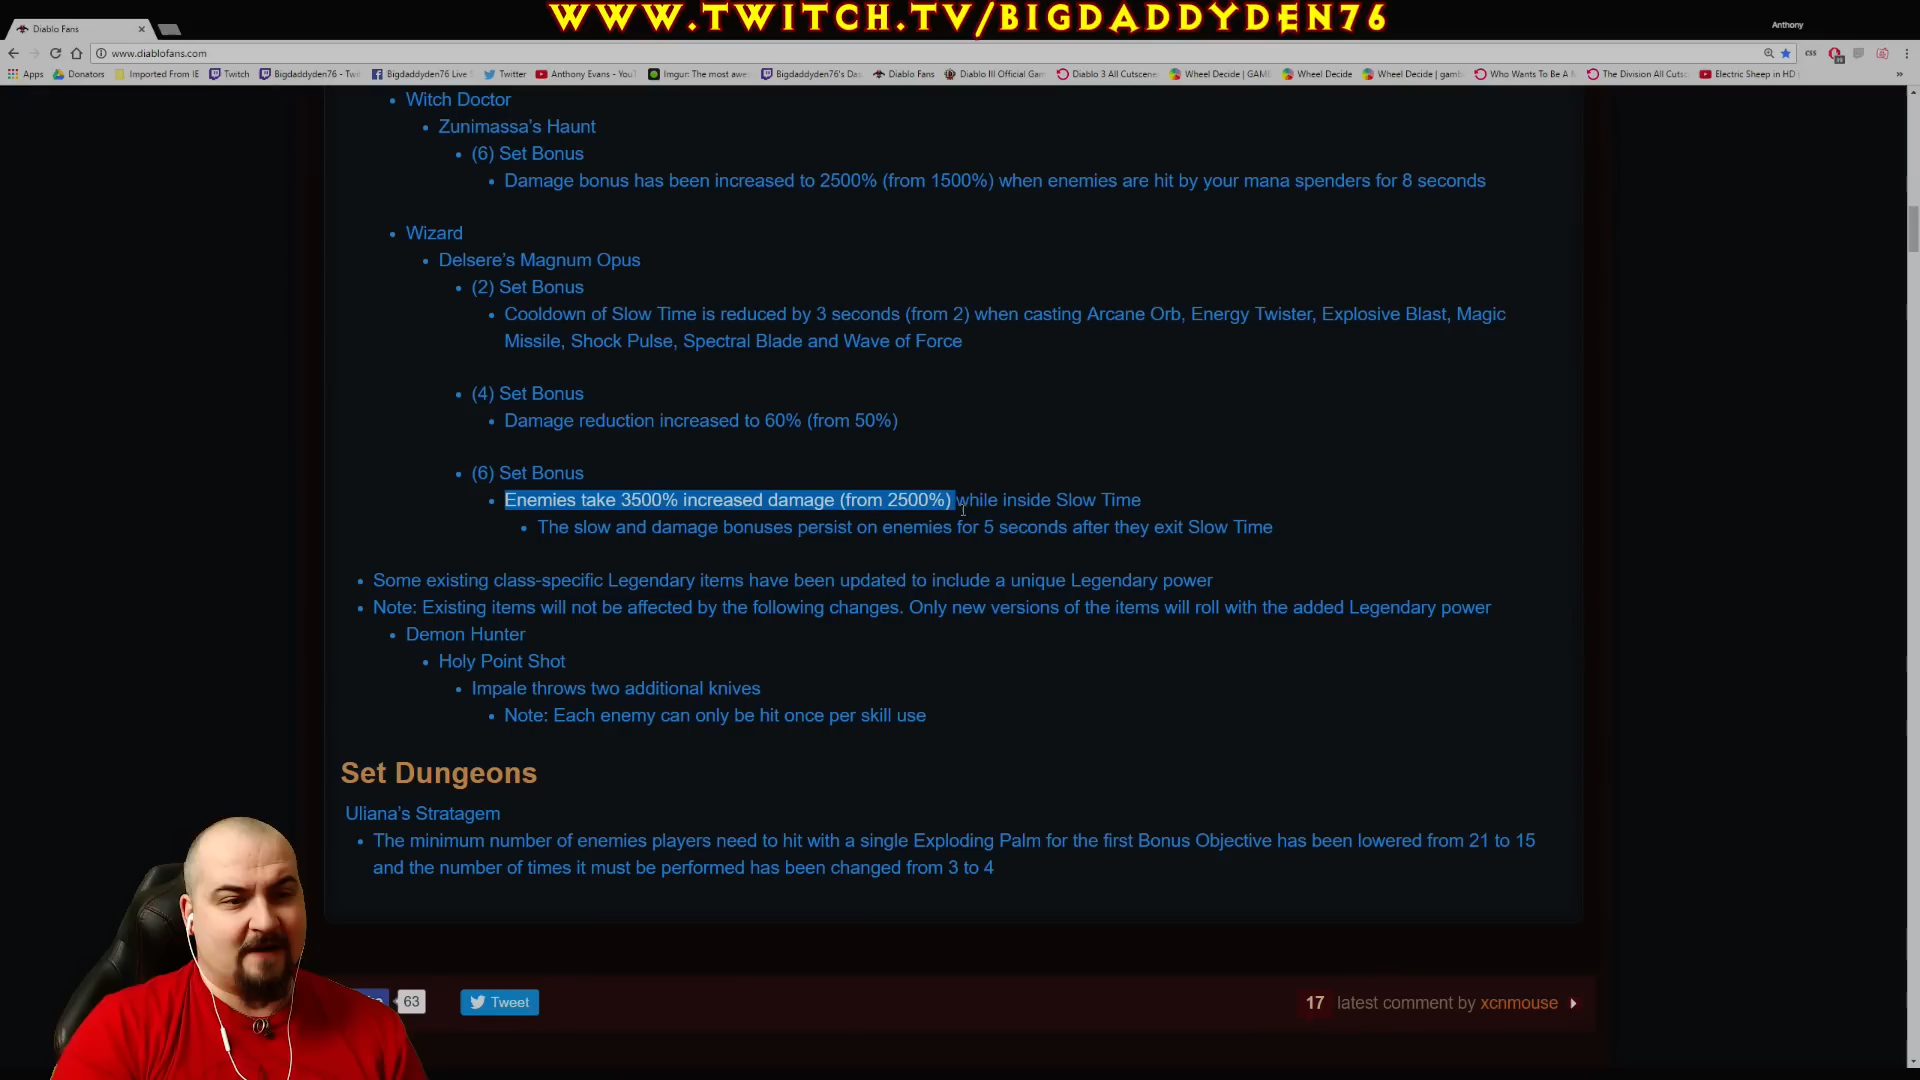 WWW.TWITCH.TV/BIGDADDYDEN76
Diablo Fans
Anthony
www.diablofans.com
Apps Donators Imported From IE Twitch Bigdaddyden76 - Twi Bigdaddyden76 Live Twitter Anthony Evans - You Imgur: The most awe Bigdaddyden76's Das Diablo Fans Diablo III Official Gam Diablo 3 All Cutscene Wheel Decide | GAM Wheel Decide Wheel Decide | gamb Who Wants To Be A The Division All Cuts Electric Sheep in HD
Witch Doctor
Zunimassa's Haunt
(6) Set Bonus
Damage bonus has been increased to 2500% (from 1500%) when enemies are hit by your mana spenders for 8 seconds
Wizard
Delsere's Magnum Opus
(2) Set Bonus
Cooldown of Slow Time is reduced by 3 seconds (from 2) when casting Arcane Orb, Energy Twister, Explosive Blast, Magic
Missile, Shock Pulse, Spectral Blade and Wave of Force
(4) Set Bonus
Damage reduction increased to 60% (from 50%)
(6) Set Bonus
Enemies take 3500% increased damage (from 2500%) while inside Slow Time
The slow and damage bonuses persist on enemies for 5 seconds after they exit Slow Time
Some existing class-specific Legendary items have been updated to include a unique Legendary power
Note: Existing items will not be affected by the following changes. Only new versions of the items will roll with the added Legendary power
Demon Hunter
Holy Point Shot
Impale throws two additional knives
Note: Each enemy can only be hit once per skill use
Set Dungeons
Uliana's Stratagem
The minimum number of enemies players need to hit with a single Exploding Palm for the first Bonus Objective has been lowered from 21 to 15
and the number of times it must be performed has been changed from 3 to 4
63 Tweet
17 latest comment by xcnmouse